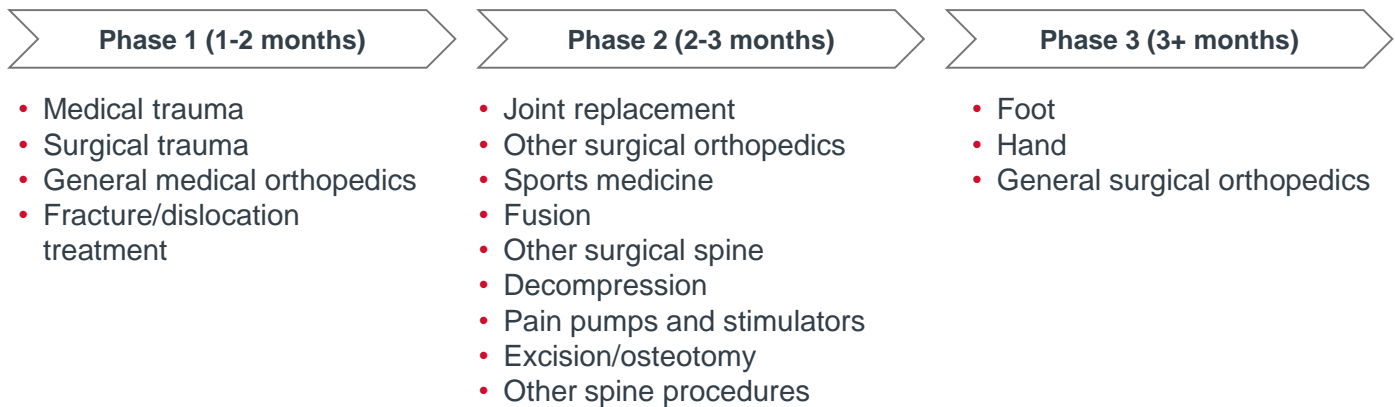 Phase 1 (1-2 months)
• Medical trauma
• Surgical trauma
• General medical orthopedics
• Fracture/dislocation
treatment
Phase 2 (2-3 months)
• Joint replacement
• Other surgical orthopedics
• Sports medicine
• Fusion
• Other surgical spine
• Decompression
• Pain pumps and stimulators
• Excision/osteotomy
• Other spine procedures
Phase 3 (3+ months)
• Foot
• Hand
• General surgical orthopedics